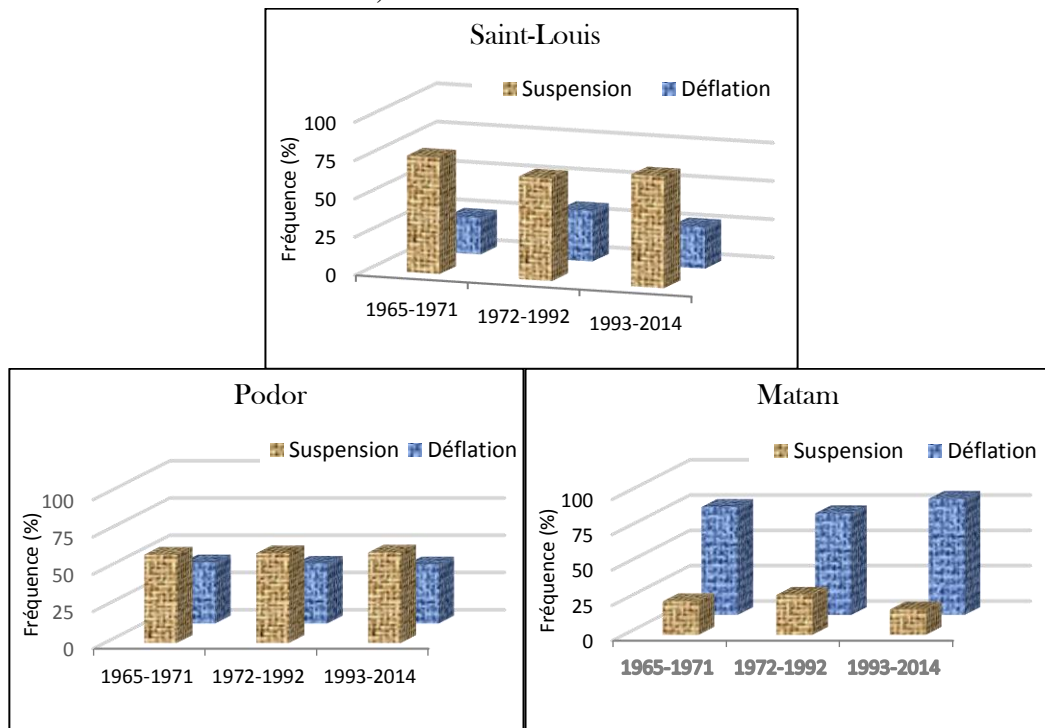 Saint-Louis
Suspension Déflation
Fréquence (%)
100
75
50
25
0
1965-1971 1972-1992 1993-2014
Podor
Suspension Déflation
Fréquence (%)
100
75
50
25
0
1965-1971 1972-1992 1993-2014
Matam
Suspension Déflation
Fréquence (%)
100
75
50
25
0
1965-1971 1972-1992 1993-2014